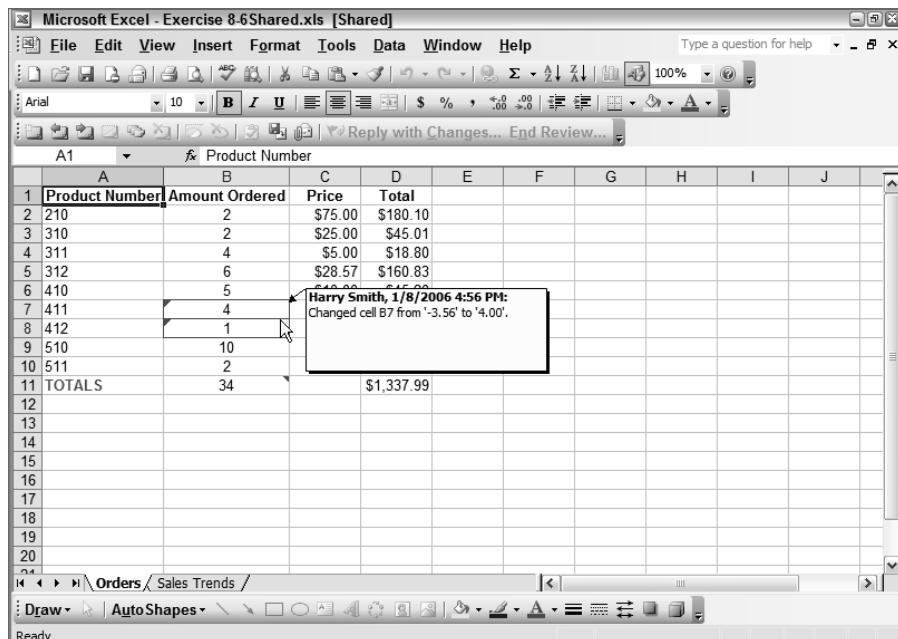 Microsoft Excel - Exercise 8-6Shared.xls [Shared]
File Edit View Insert Format Tools Data Window Help Type a question for help
100%
Arial 10 B I U $ % , .00 A
Reply with Changes... End Review...
A1 fx Product Number
A B C D E F G H I J
1 Product Number Amount Ordered Price Total
2 210 2 $75.00 $180.10
3 310 2 $25.00 $45.01
4 311 4 $5.00 $18.80
5 312 6 $28.57 $160.83
6 410 5
Harry Smith, 1/8/2006 4:56 PM:
Changed cell B7 from '-3.56' to '4.00'.
7 411 4
8 412 1
9 510 10
10 511 2
11 TOTALS 34 $1,337.99
12
13
14
15
16
17
18
19
20
Orders Sales Trends
Draw AutoShapes A
Ready